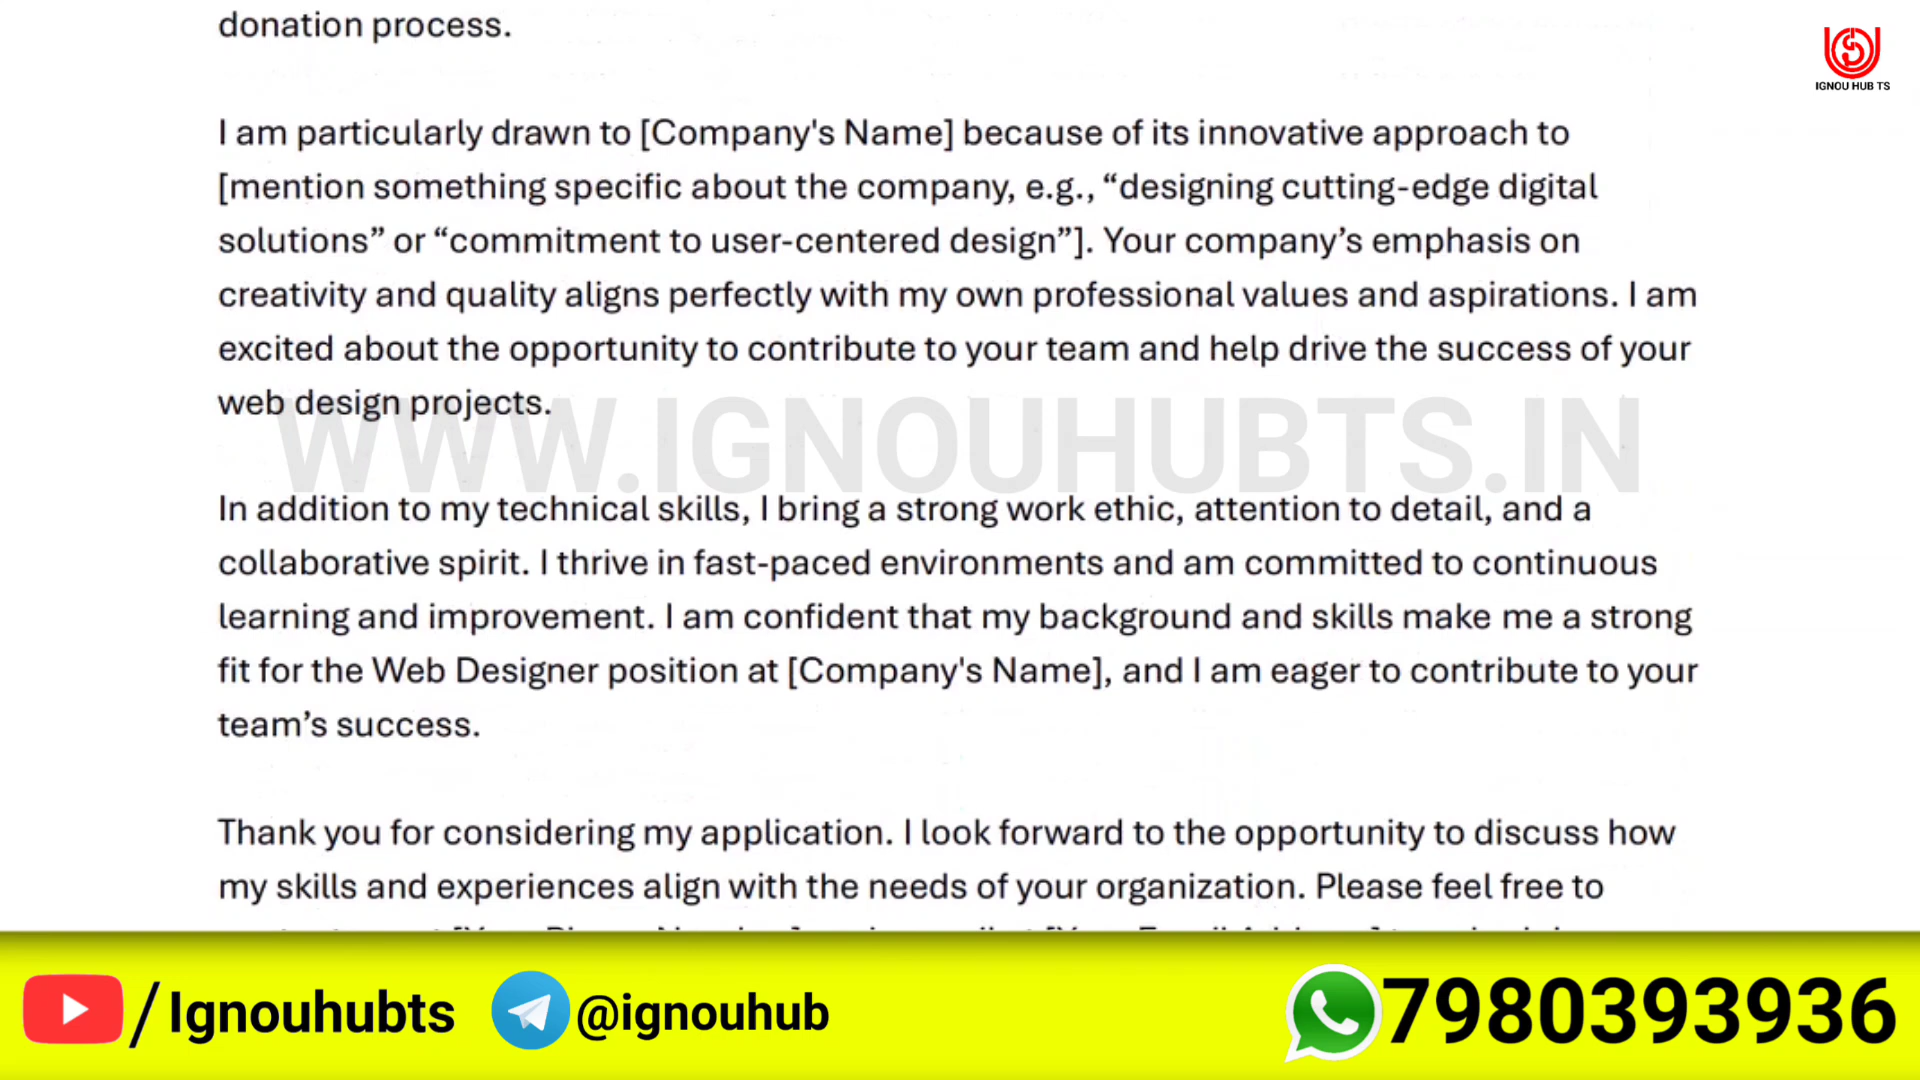 donation process.
IGNOU HUB TS
I am particularly drawn to [Company's Name] because of its innovative approach to
[mention something specific about the company, e.g., “designing cutting-edge digital
solutions” or “commitment to user-centered design”]. Your company’s emphasis on
creativity and quality aligns perfectly with my own professional values and aspirations. I am
excited about the opportunity to contribute to your team and help drive the success of your
web design projects.
WWW.IGNOUHUBTS.IN
In addition to my technical skills, I bring a strong work ethic, attention to detail, and a
collaborative spirit. I thrive in fast-paced environments and am committed to continuous
learning and improvement. I am confident that my background and skills make me a strong
fit for the Web Designer position at [Company's Name], and I am eager to contribute to your
team’s success.
Thank you for considering my application. I look forward to the opportunity to discuss how
my skills and experiences align with the needs of your organization. Please feel free to
/Ignouhubts @ignouhub 7980393936